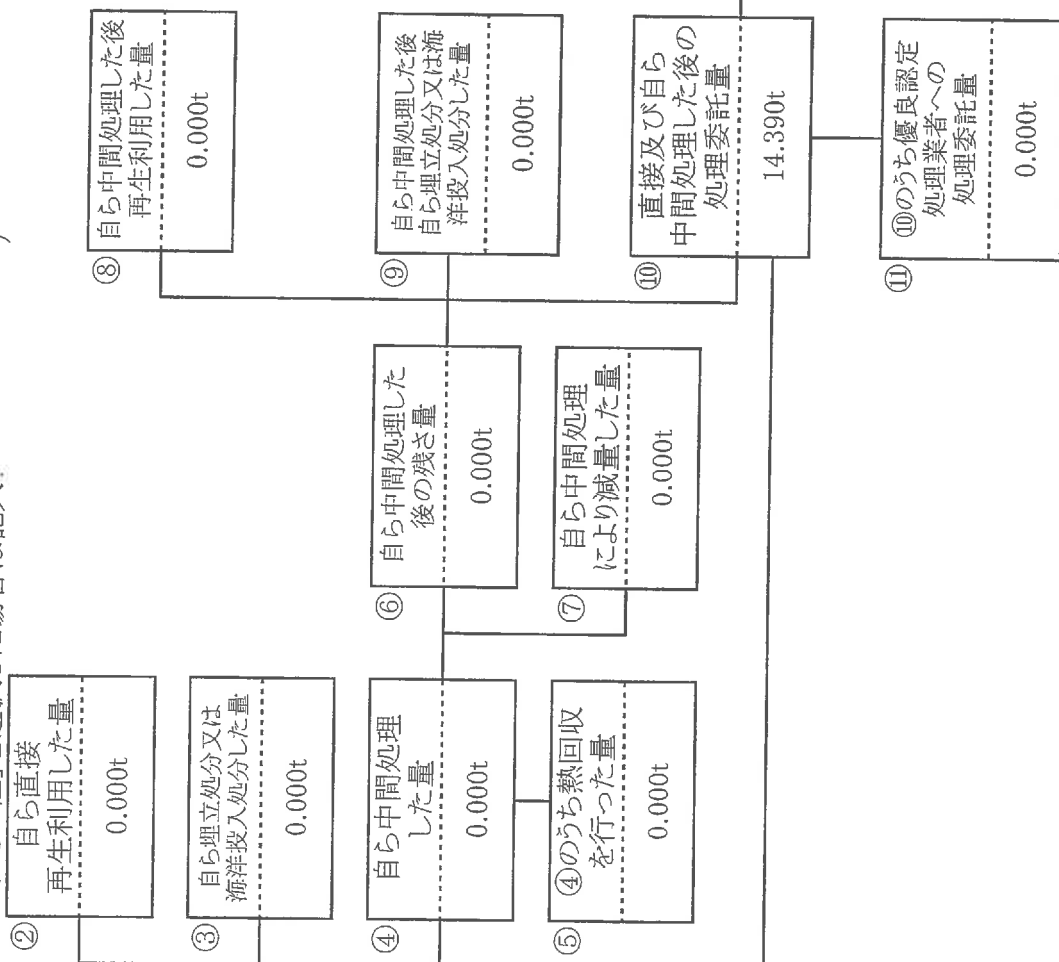 ②
自ら直接
再生利用した量
0.000t
③
自ら埋立処分又は
海洋投入処分した量
0.000t
④
自ら中間処理
した量
0.000t
⑤
④のうち熱回収
を行った量
0.000t
⑥
自ら中間処理した
後の残さ量
0.000t
⑦
自ら中間処理
により減量した量
0.000t
⑧
自ら中間処理した後
再生利用した量
0.000t
⑨
自ら中間処理した後
自ら埋立処分又は海
洋投入処分した量
0.000t
⑩
直接及び自ら
中間処理した後の
処理委託量
14.390t
⑪
⑩のうち優良認定
処理業者への
処理委託量
0.000t